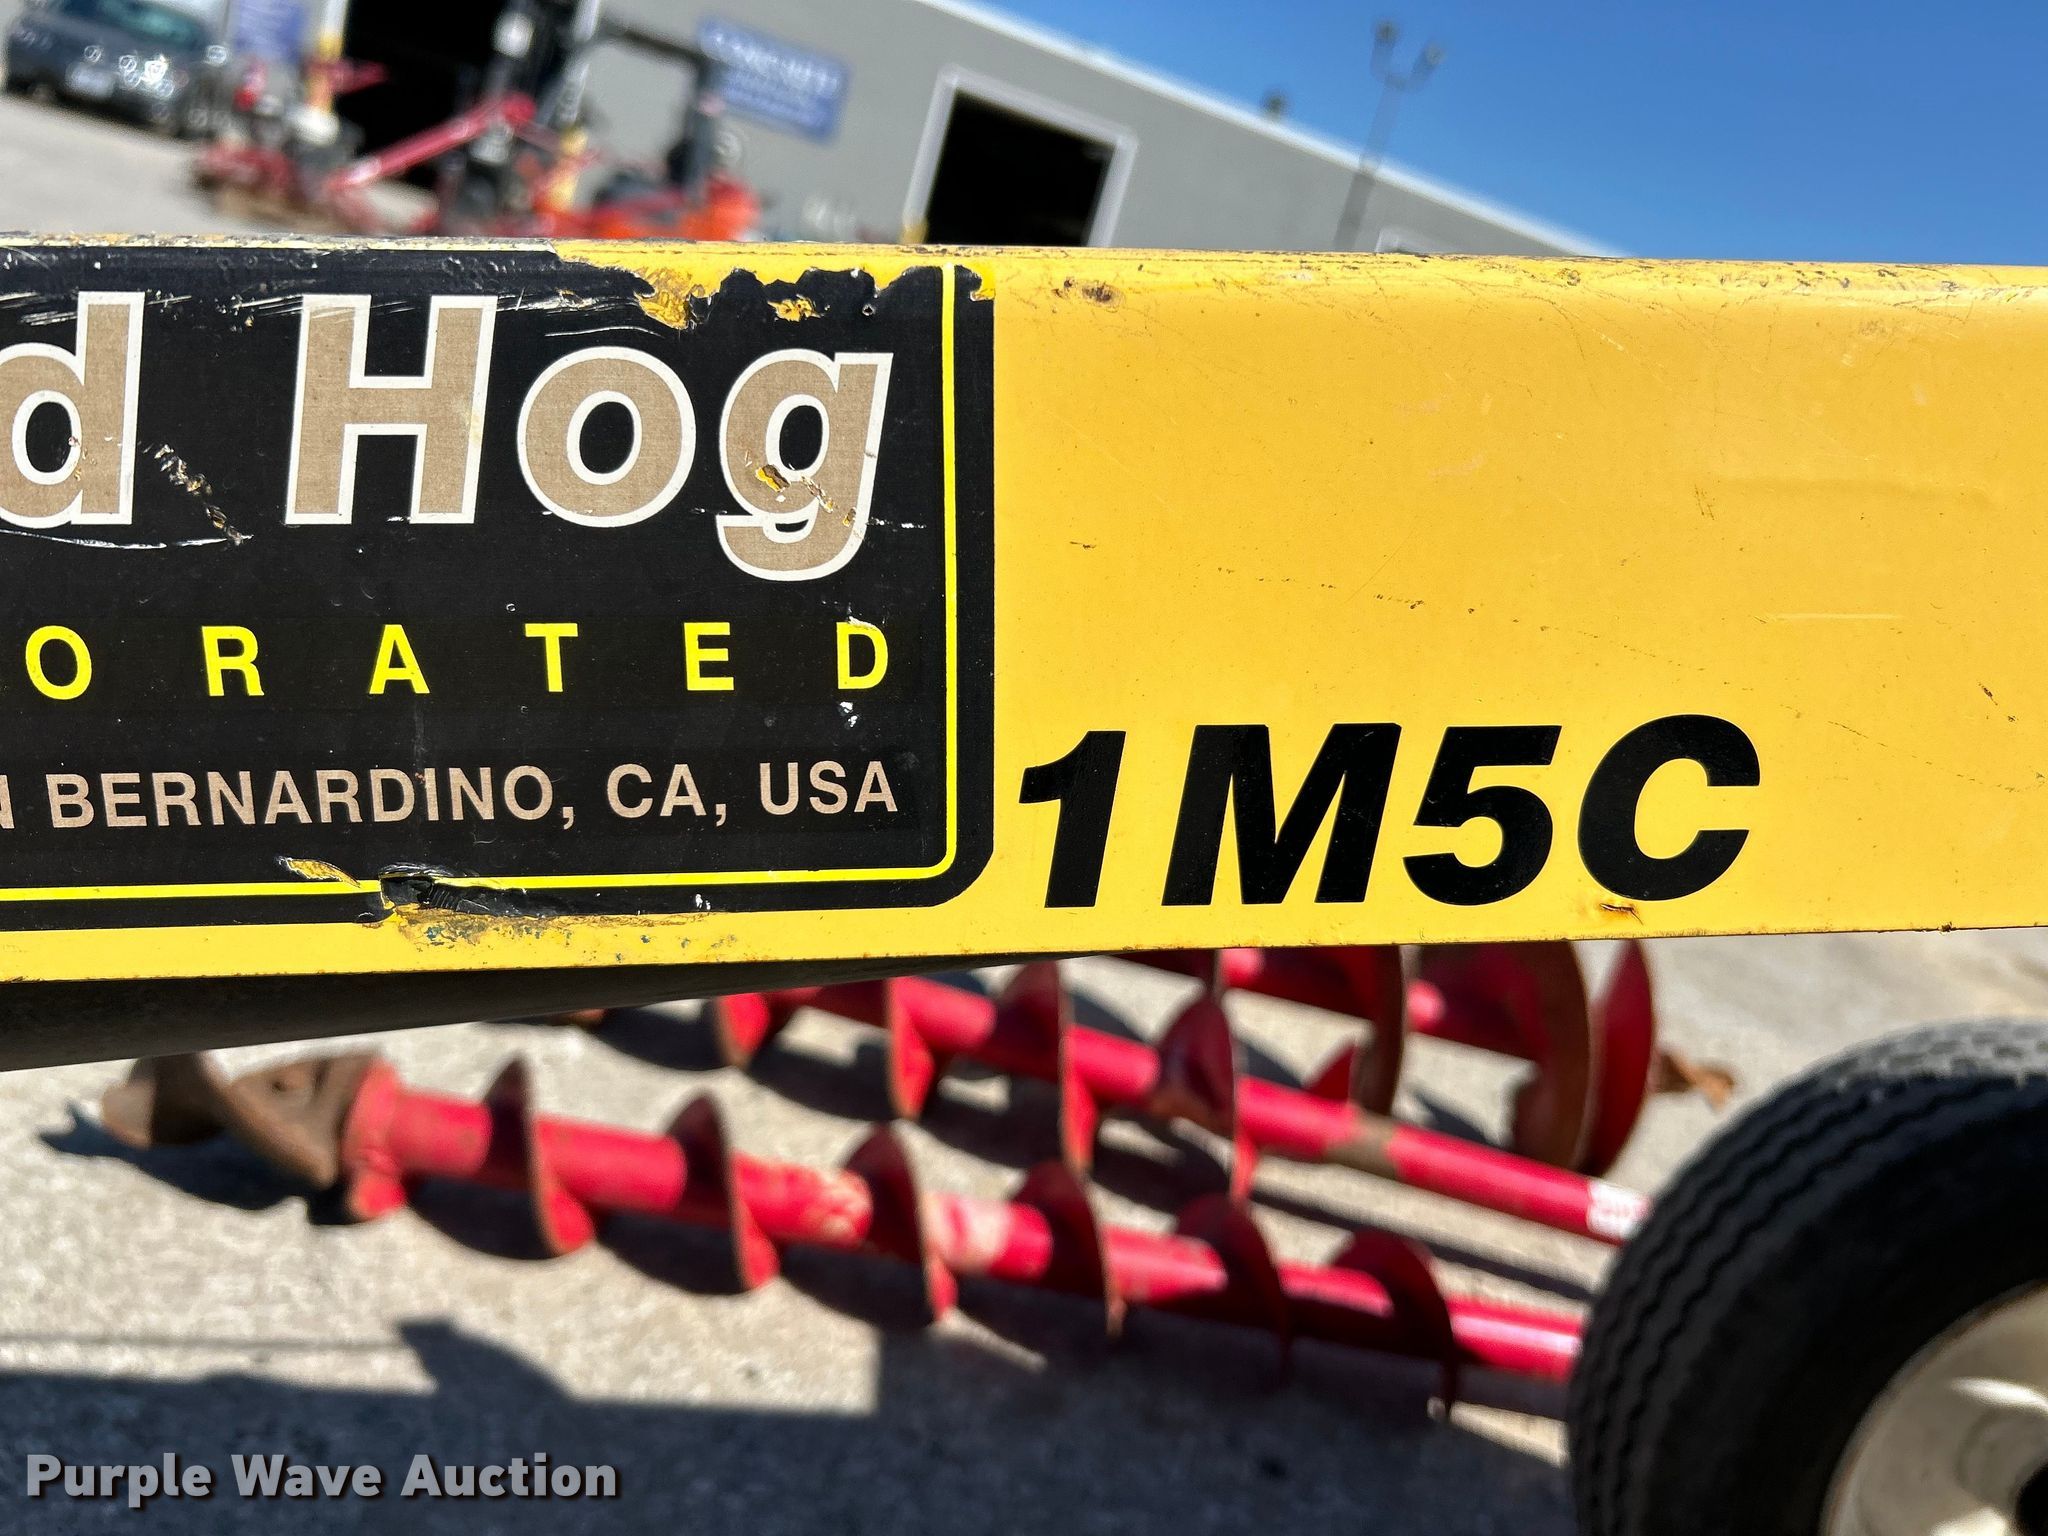 d Hog
ORATED
N BERNARDINO, CA, USA
1M5C
Purple Wave Auction